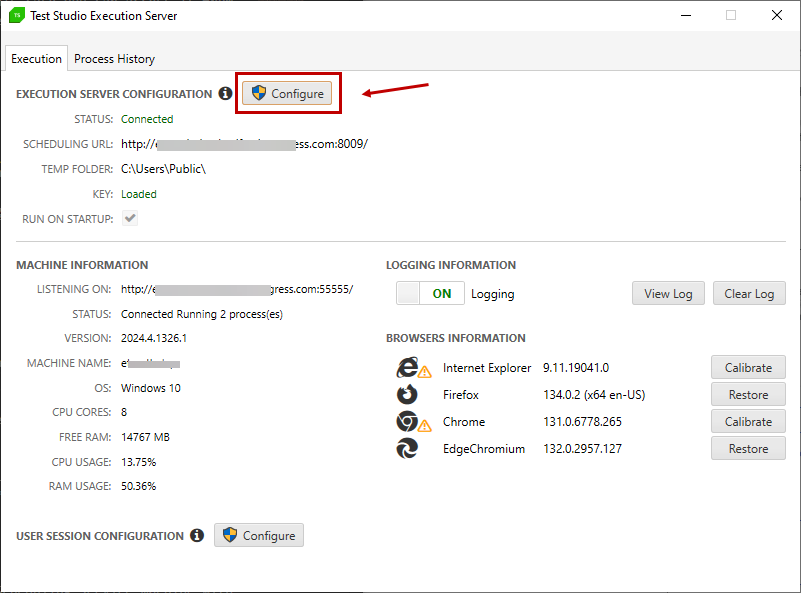 TS Test Studio Execution Server
Execution Process History
EXECUTION SERVER CONFIGURATION Configure
STATUS: Connected
SCHEDULING URL: http:// ess.com:8009/
TEMP FOLDER: C:\Users\Public\
KEY: Loaded
RUN ON STARTUP:
MACHINE INFORMATION
LISTENING ON: http://e gress.com:55555/
STATUS: Connected Running 2 process(es)
VERSION: 2024.4.1326.1
MACHINE NAME:
OS: Windows 10
CPU CORES: 8
FREE RAM: 14767 MB
CPU USAGE: 13.75%
RAM USAGE: 50.36%
LOGGING INFORMATION
ON Logging View Log Clear Log
BROWSERS INFORMATION
Internet Explorer 9.11.19041.0 Calibrate
Firefox 134.0.2 (x64 en-US) Restore
Chrome 131.0.6778.265 Calibrate
EdgeChromium 132.0.2957.127 Restore
USER SESSION CONFIGURATION Configure